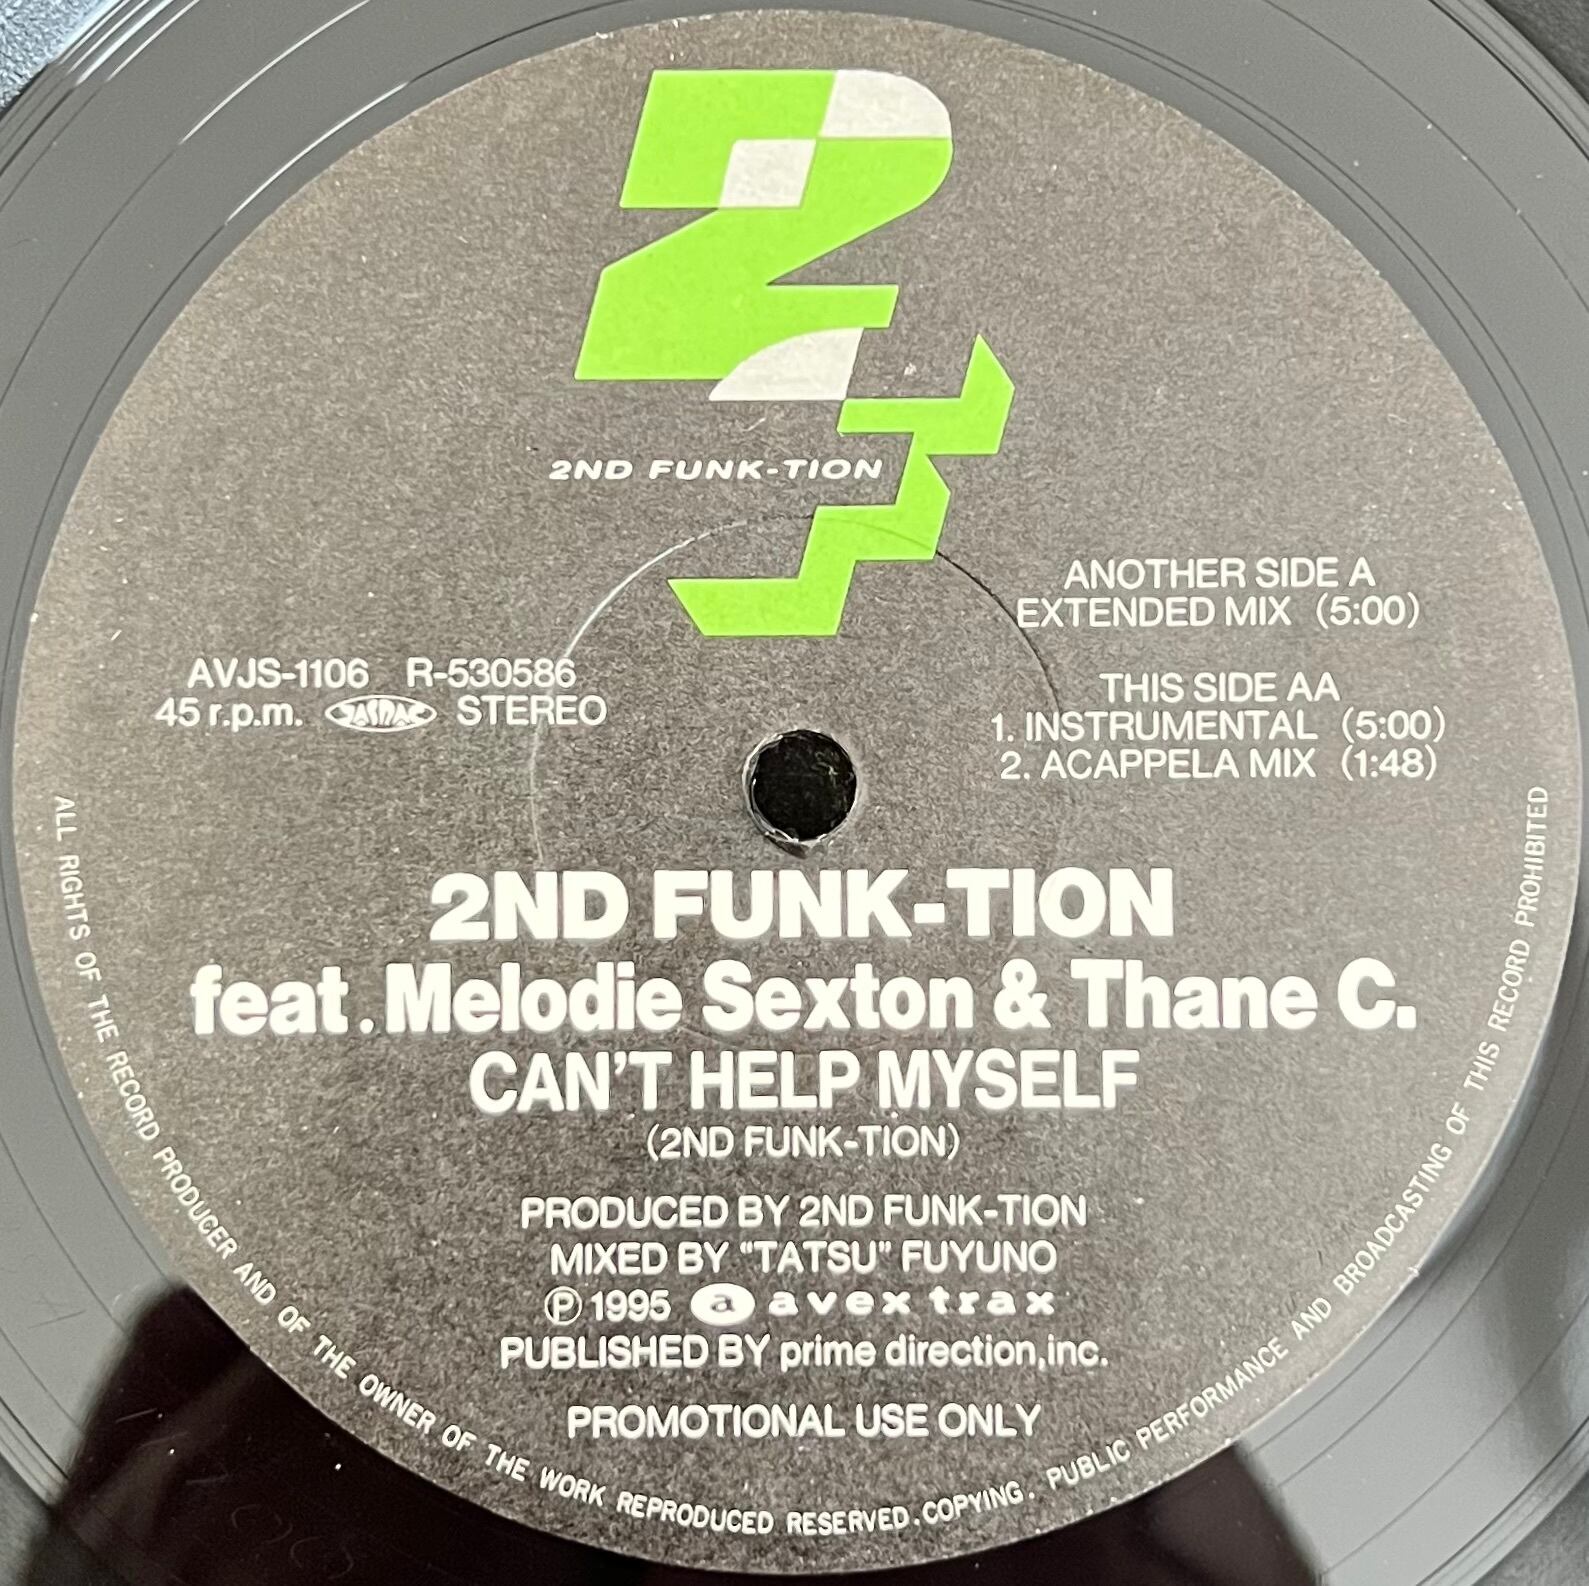 2ND FUNK-TION
ANOTHER SIDE A
EXTENDED MIX (5:00)
AVJS-1106 R-530586
45 r.p.m. JASRAC STEREO
THIS SIDE AA
1. INSTRUMENTAL (5:00)
2. ACAPPELA MIX (1:48)
2ND FUNK-TION
feat. Melodie Sexton & Thane C.
CAN'T HELP MYSELF
(2ND FUNK-TION)
PRODUCED BY 2ND FUNK-TION
MIXED BY "TATSU" FUYUNO
Ⓟ 1995 a avex trax
PUBLISHED BY prime direction,inc.
PROMOTIONAL USE ONLY
ALL RIGHTS OF THE RECORD PRODUCER AND OF THE OWNER OF THE WORK REPRODUCED RESERVED. COPYING. PUBLIC PERFORMANCE AND BROADCASTING OF THIS RECORD PROHIBITED